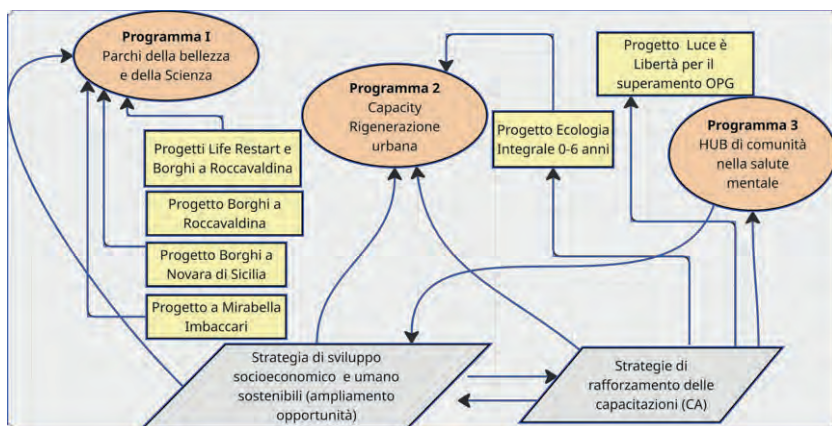 Programma I
Parchi della bellezza
e della Scienza
Programma 2
Capacity
Rigenerazione
urbana
Progetto Luce è
Libertà per il
superamento OPG
Programma 3
HUB di comunità
nella salute
mentale
Progetto Ecologia
Integrale 0-6 anni
Progetti Life Restart e
Borghi a Roccavaldina
Progetto Borghi a
Roccavaldina
Progetto Borghi a
Novara di Sicilia
Progetto a Mirabella
Imbaccari
Strategia di sviluppo
socioeconomico e umano
sostenibili (ampliamento
opportunità)
Strategie di
rafforzamento delle
capacitazioni (CA)